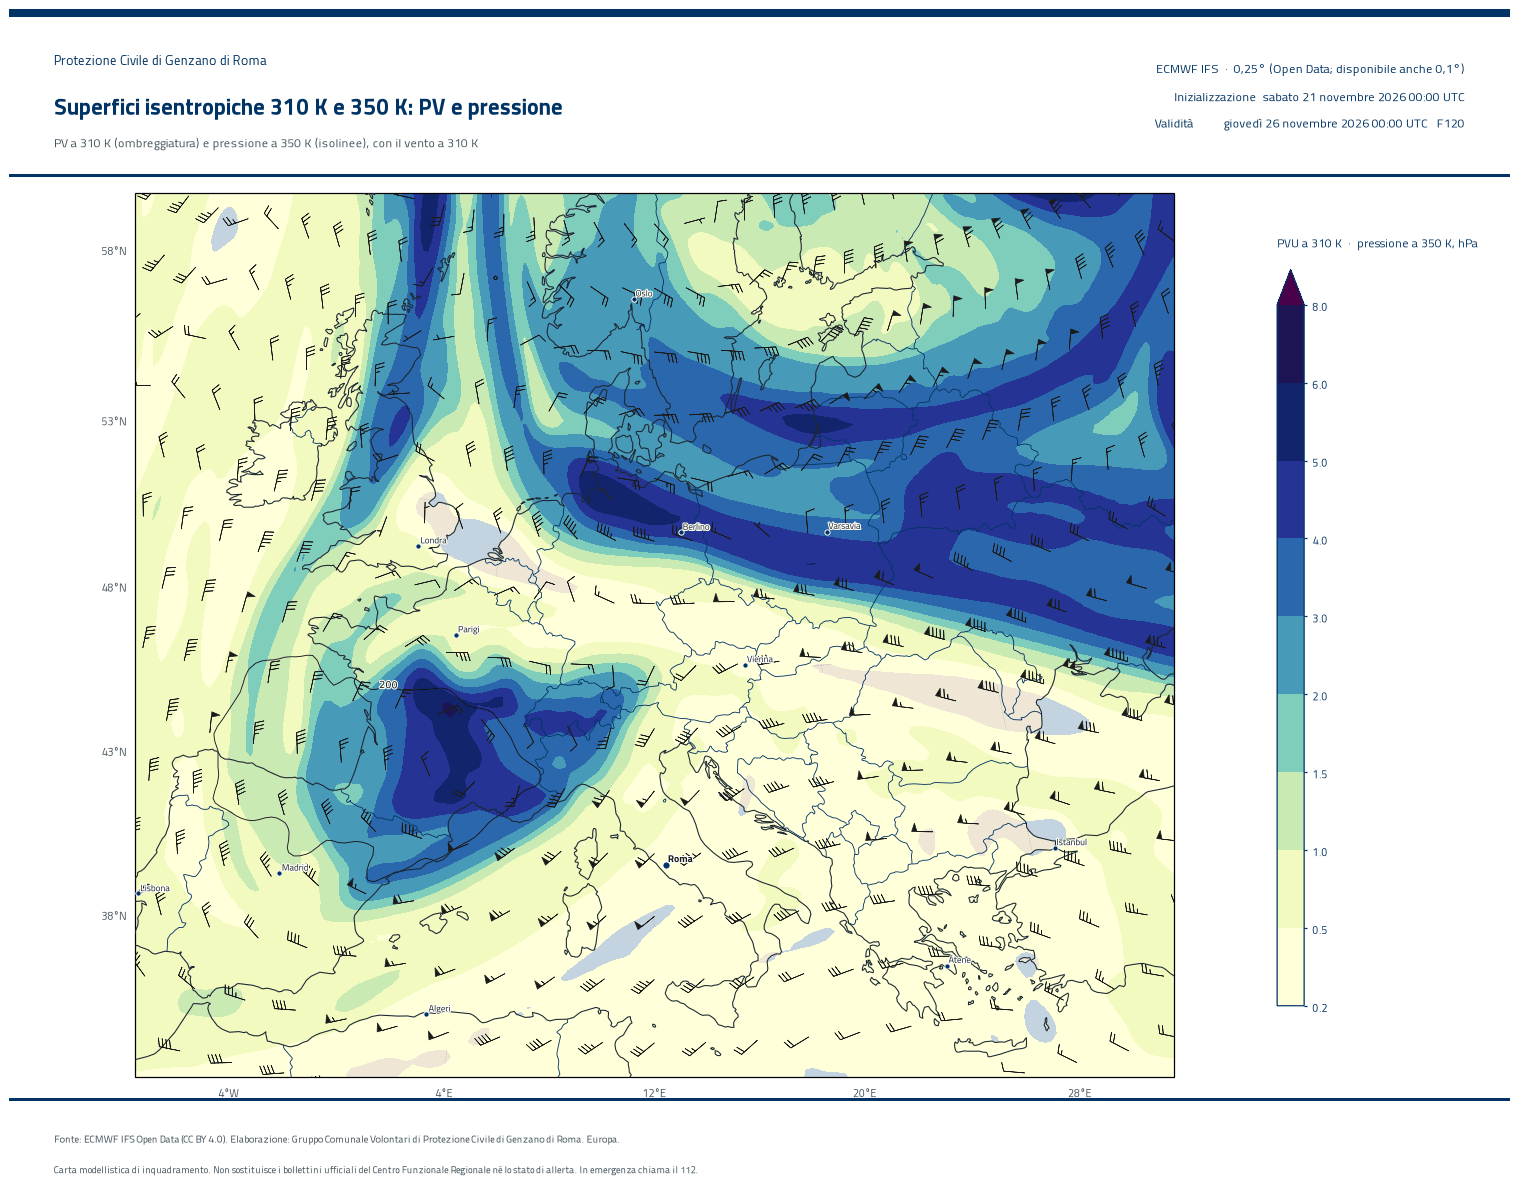 Protezione Civile di Genzano di Roma
Superfici isentropiche 310 K e 350 K: PV e pressione
PV a 310 K (ombreggiatura) e pressione a 350 K (isolinee), con il vento a 310 K
ECMWF IFS · 0,25° (Open Data; disponibile anche 0,1°)
Inizializzazione sabato 21 novembre 2026 00:00 UTC
Validità giovedì 26 novembre 2026 00:00 UTC F120
PVU a 310 K · pressione a 350 K, hPa
58°N
53°N
48°N
43°N
38°N
Oslo
Berlino
Varsavia
Londra
Parigi
Vienna
200
Istanbul
Roma
Madrid
Lisbona
Atene
Algeri
8.0
6.0
5.0
4.0
3.0
2.0
1.5
1.0
0.5
0.2
4°W
4°E
12°E
20°E
28°E
Fonte: ECMWF IFS Open Data (CC BY 4.0). Elaborazione: Gruppo Comunale Volontari di Protezione Civile di Genzano di Roma. Europa.
Carta modellistica di inquadramento. Non sostituisce i bollettini ufficiali del Centro Funzionale Regionale né lo stato di allerta. In emergenza chiama il 112.